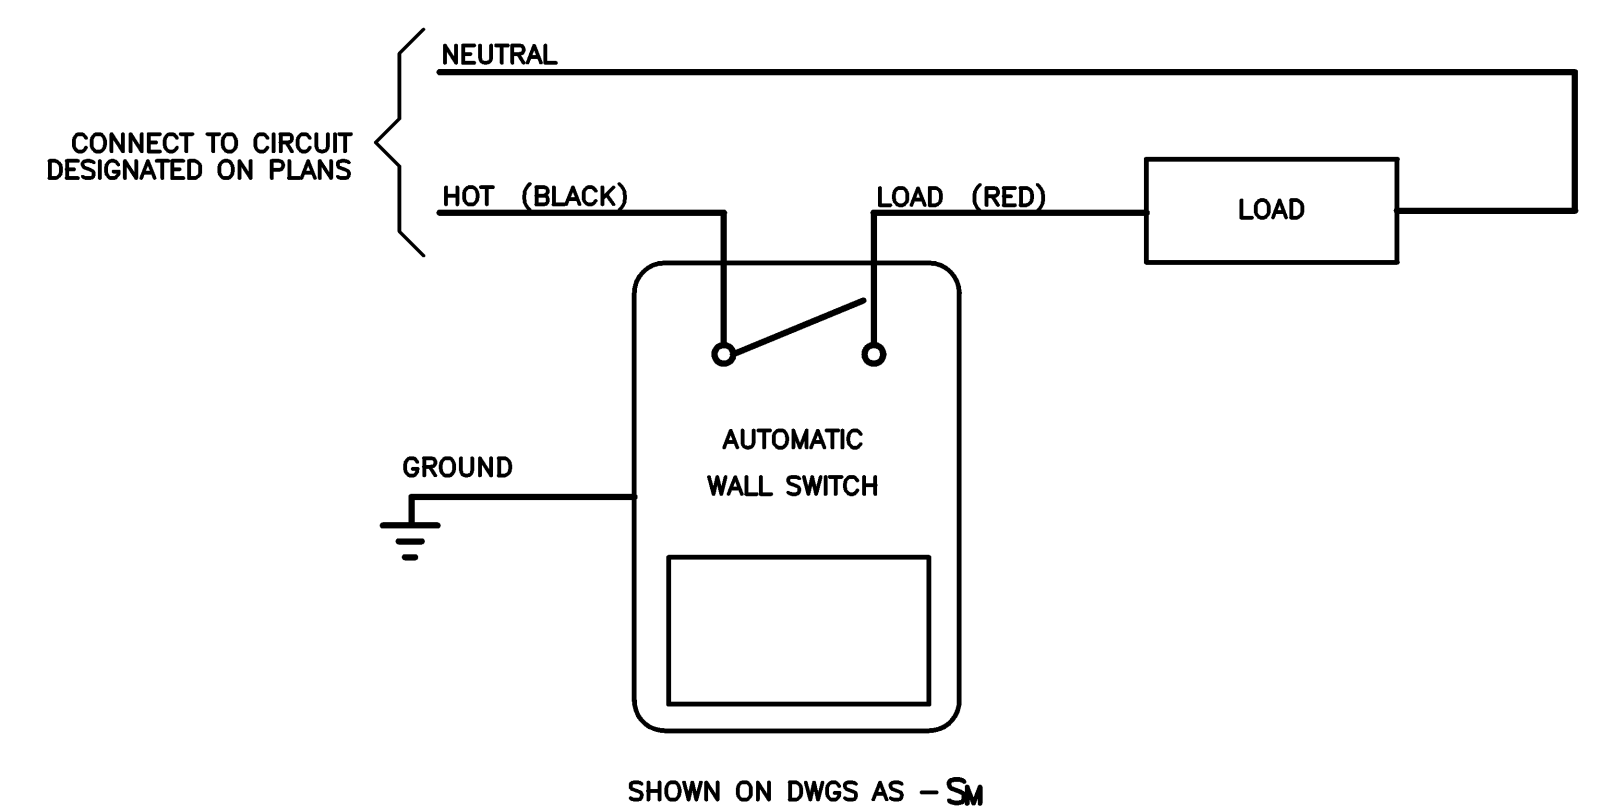 NEUTRAL
CONNECT TO CIRCUIT
DESIGNATED ON PLANS
HOT (BLACK)
LOAD (RED)
LOAD
AUTOMATIC
WALL SWITCH
GROUND
SHOWN ON DWGS AS - SM